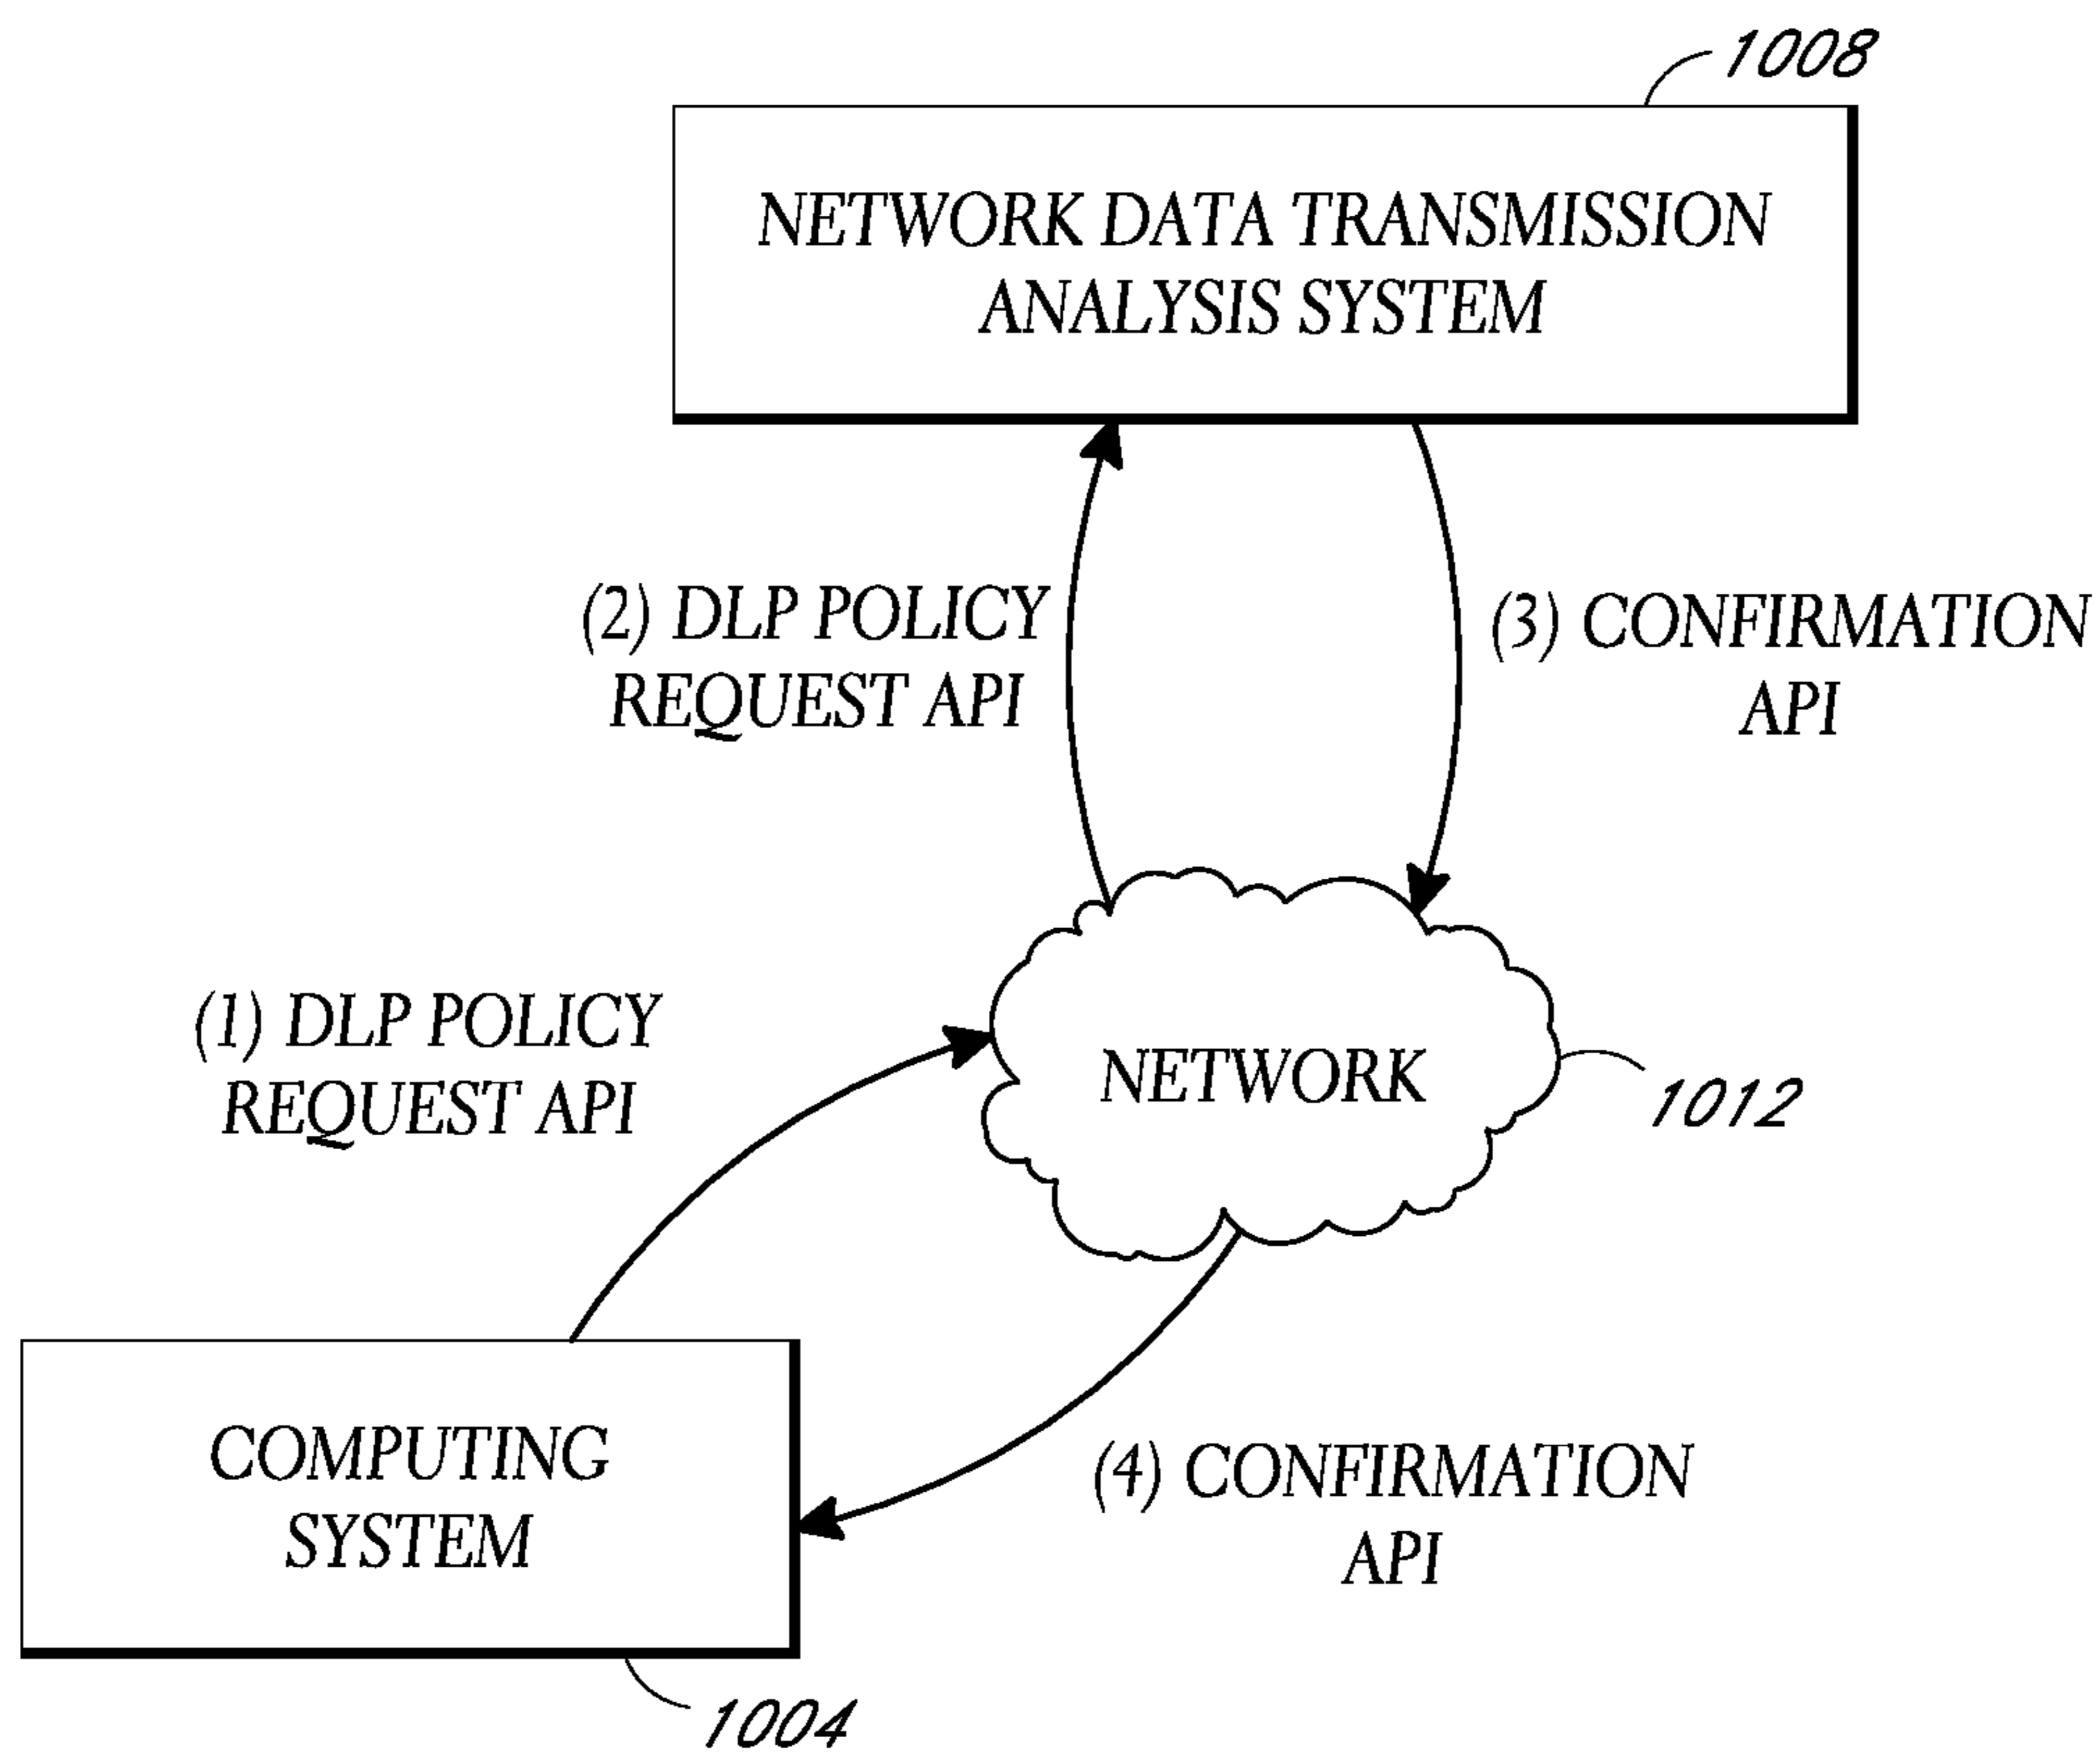 1008
NETWORK DATA TRANSMISSION
ANALYSIS SYSTEM
(2) DLP POLICY
REQUEST API
(3) CONFIRMATION
API
(1) DLP POLICY
REQUEST API
NETWORK
1012
COMPUTING
SYSTEM
(4) CONFIRMATION
API
1004